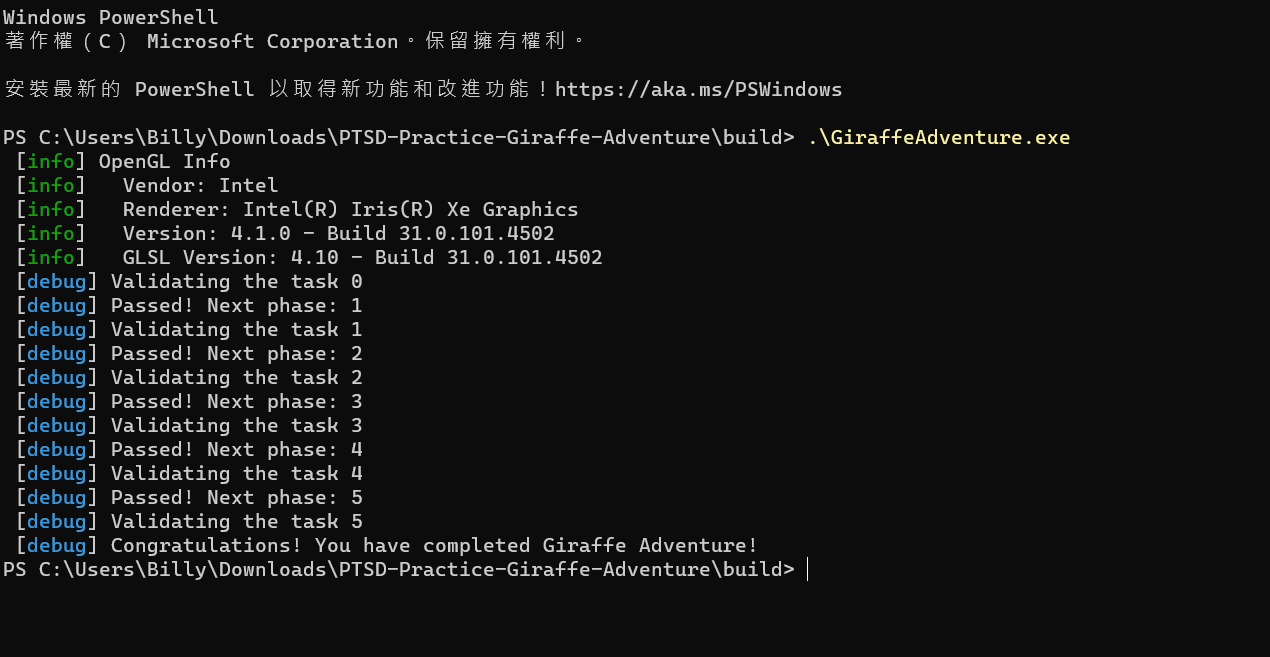 Windows PowerShell
著作權（C） Microsoft Corporation。保留擁有權利。
安裝最新的 PowerShell 以取得新功能和改進功能！https://aka.ms/PSWindows
PS C:\Users\Billy\Downloads\PTSD-Practice-Giraffe-Adventure\build> .\GiraffeAdventure.exe
[info] OpenGL Info
[info]   Vendor: Intel
[info]   Renderer: Intel(R) Iris(R) Xe Graphics
[info]   Version: 4.1.0 - Build 31.0.101.4502
[info]   GLSL Version: 4.10 - Build 31.0.101.4502
[debug] Validating the task 0
[debug] Passed! Next phase: 1
[debug] Validating the task 1
[debug] Passed! Next phase: 2
[debug] Validating the task 2
[debug] Passed! Next phase: 3
[debug] Validating the task 3
[debug] Passed! Next phase: 4
[debug] Validating the task 4
[debug] Passed! Next phase: 5
[debug] Validating the task 5
[debug] Congratulations! You have completed Giraffe Adventure!
PS C:\Users\Billy\Downloads\PTSD-Practice-Giraffe-Adventure\build>